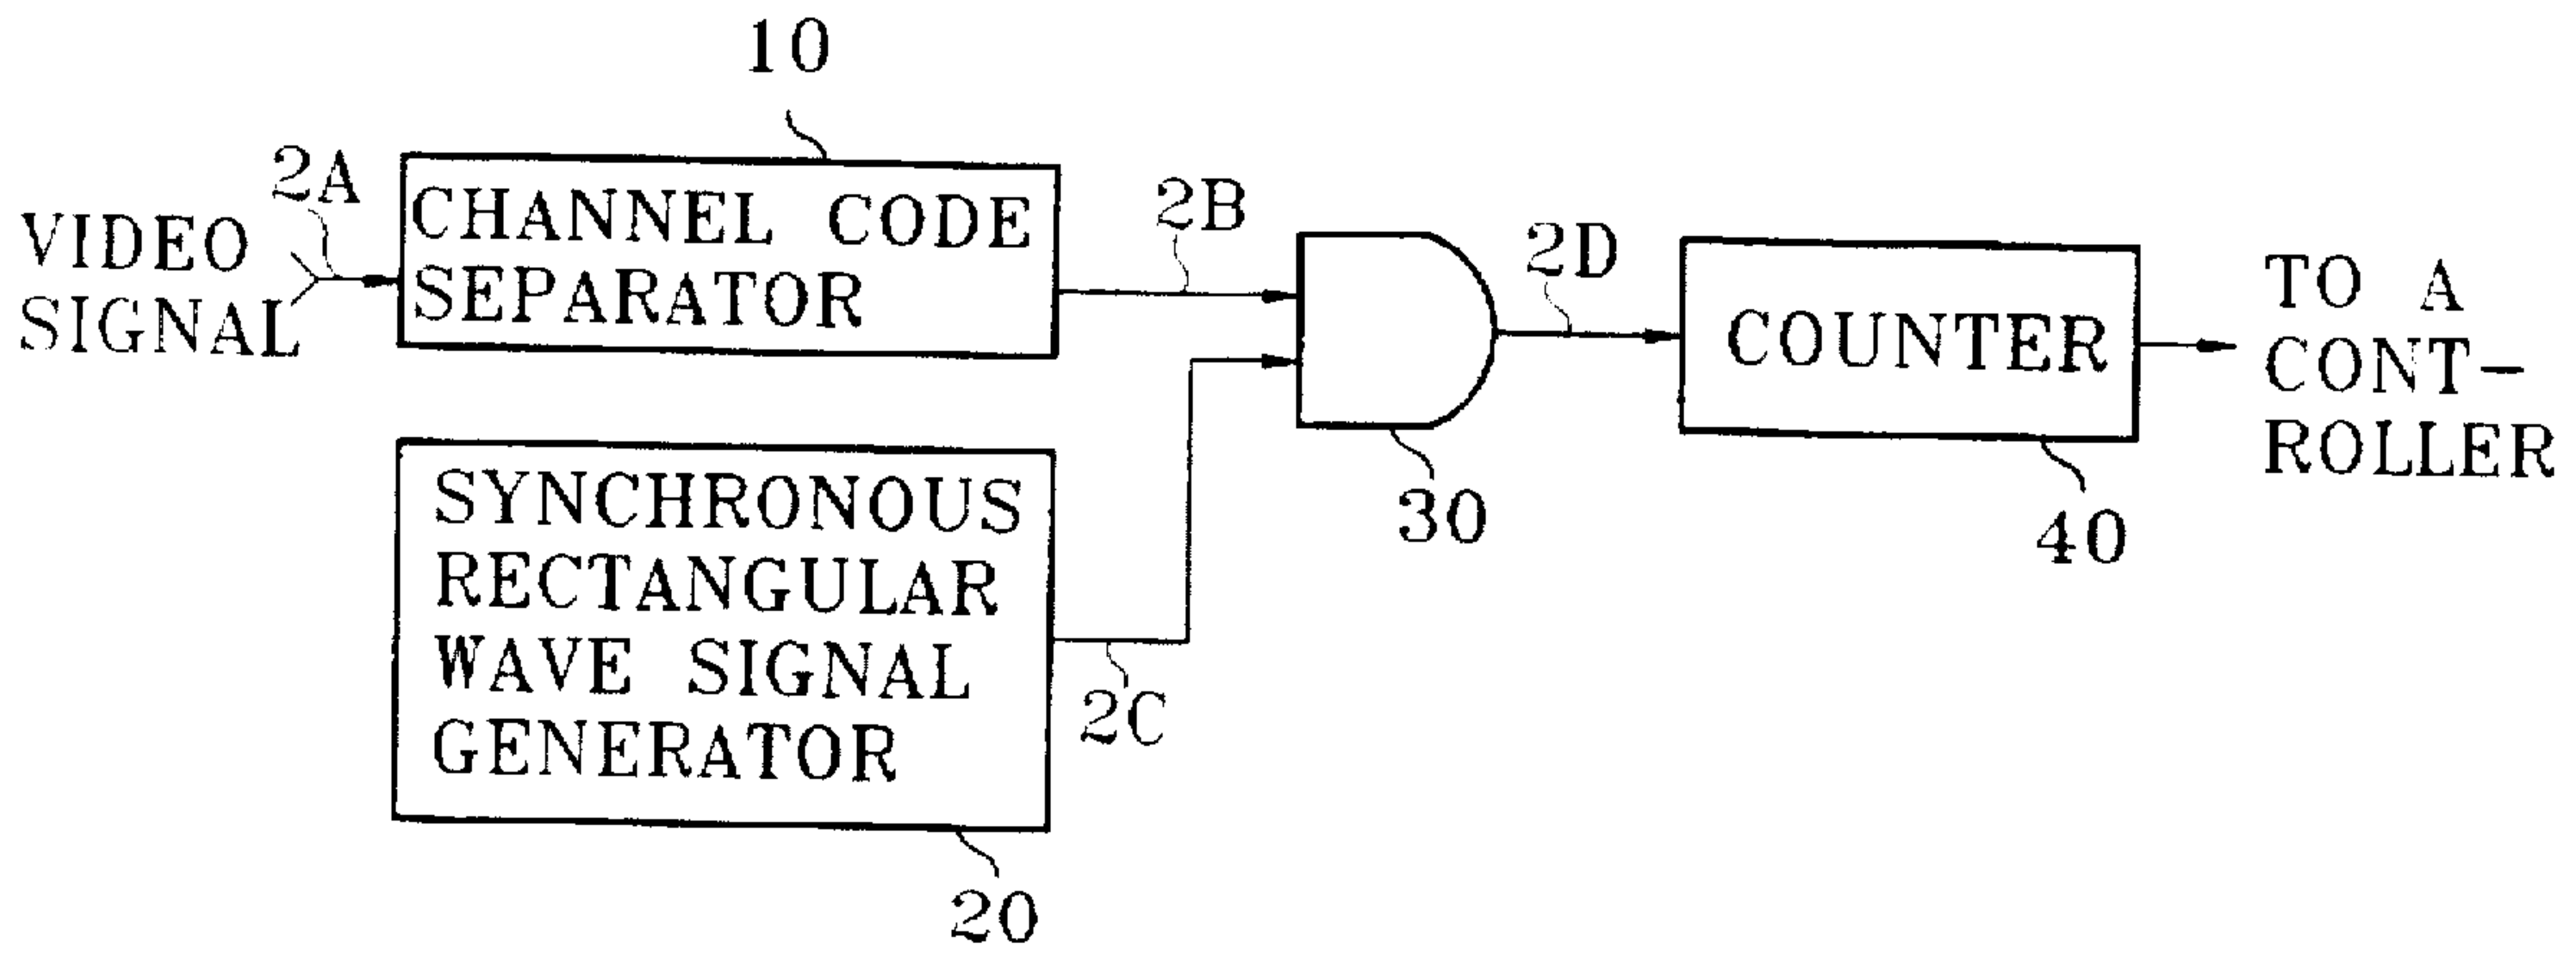 10
2A
VIDEO
SIGNAL
CHANNEL CODE
SEPARATOR
2B
2D
COUNTER
TO A
CONT-
ROLLER
30
40
SYNCHRONOUS
RECTANGULAR
WAVE SIGNAL
GENERATOR
2C
20